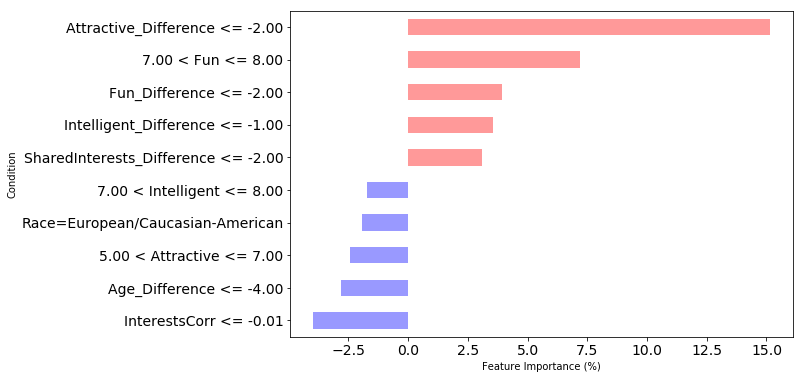 Attractive_Difference <= -2.00
7.00 < Fun <= 8.00
Fun_Difference <= -2.00
Intelligent_Difference <= -1.00
SharedInterests_Difference <= -2.00
7.00 < Intelligent <= 8.00
Race=European/Caucasian-American
5.00 < Attractive <= 7.00
Age_Difference <= -4.00
InterestsCorr <= -0.01
Condition
−2.5 0.0 2.5 5.0 7.5 10.0 12.5 15.0
Feature Importance (%)